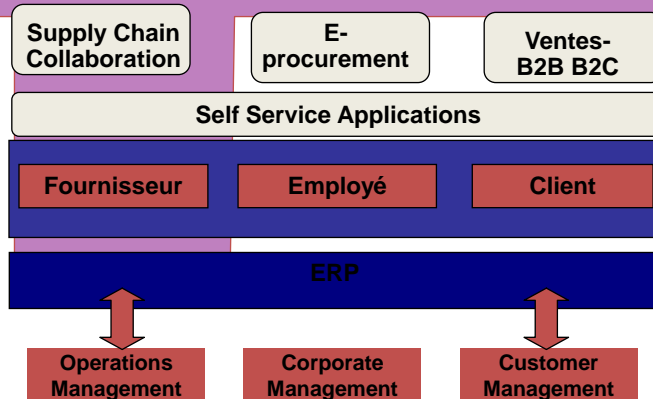 Supply Chain
Collaboration
E-
procurement
Ventes-
B2B B2C
Self Service Applications
Fournisseur
Employé
Client
ERP
Operations
Management
Corporate
Management
Customer
Management